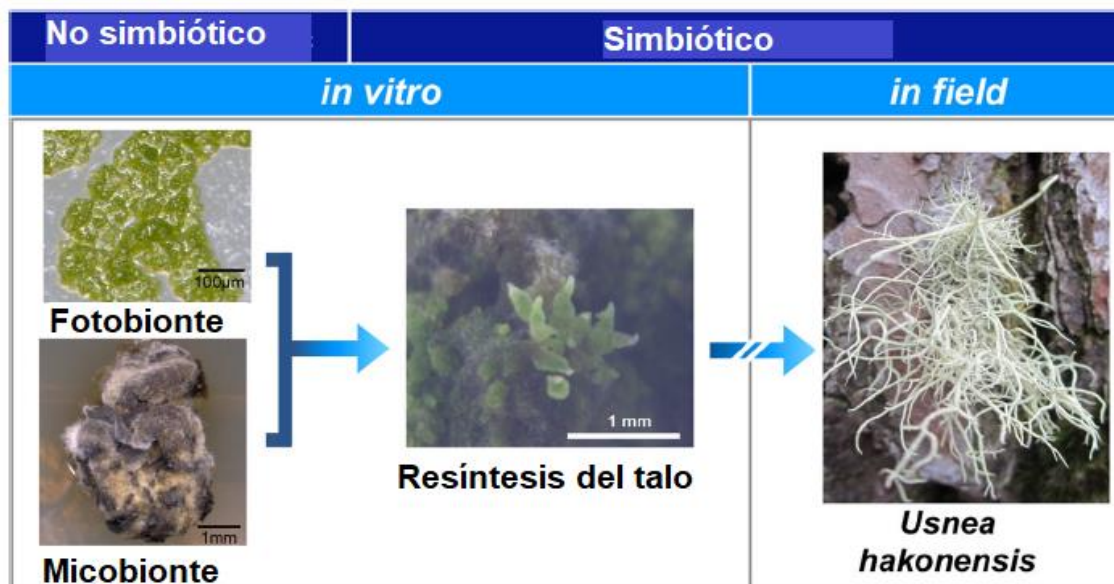 No simbiótico
Simbiótico
in vitro
in field
100µm
Fotobionte
1mm
Micobionte
1 mm
Resíntesis del talo
Usnea
hakonensis